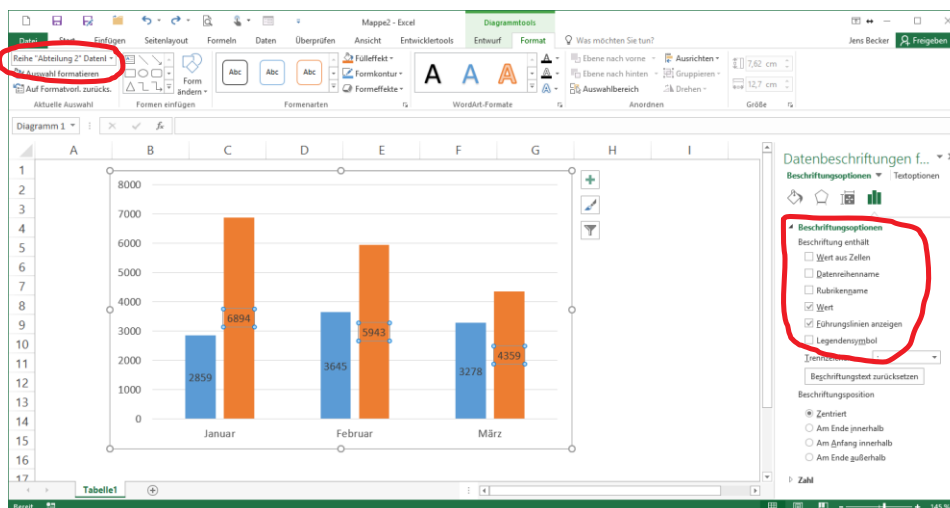 Mappe2 - Excel
Diagrammtools
Datei Start Einfügen Seitenlayout Formeln Daten Überprüfen Ansicht Entwicklertools Entwurf Format Was möchten Sie tun? Jens Becker Freigeben
Reihe "Abteilung 2" Datenl
Auswahl formatieren
Auf Formatvorl. zurücks.
Aktuelle Auswahl
Form
ändern
Formen einfügen
Abc Abc Abc
Fülleffekt
Formkontur
Formeffekte
Formenarten
A A A
A
A
A
WordArt-Formate
Ebene nach vorne
Ebene nach hinten
Auswahlbereich
Ausrichten
Gruppieren
Drehen
Anordnen
7,62 cm
12,7 cm
Größe
Diagramm 1
fx
A B C D E F G H I
1
2
3
4
5
6
7
8
9
10
11
12
13
14
15
16
17
8000
7000
6000
5000
4000
3000
2000
1000
0
2859
6894
3645
5943
3278
4359
Januar Februar März
Datenbeschriftungen f...
Beschriftungsoptionen Textoptionen
Beschriftungsoptionen
Beschriftung enthält
Wert aus Zellen
Datenreihenname
Rubrikenname
Wert
Führungslinien anzeigen
Legendensymbol
Beschriftungstext zurücksetzen
Beschriftungsposition
Zentriert
Am Ende innerhalb
Am Anfang innerhalb
Am Ende außerhalb
Zahl
Tabelle1
Bereit
145 %